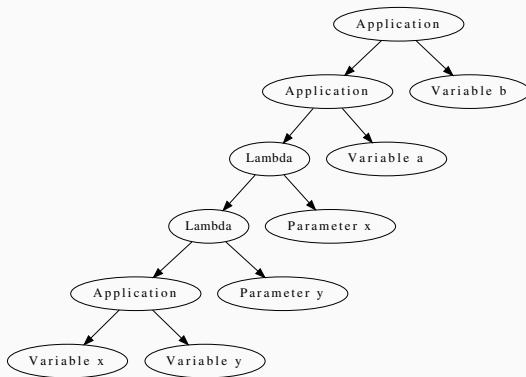 Application
Application
Variable b
Lambda
Variable a
Lambda
Parameter x
Application
Parameter y
Variable x
Variable y